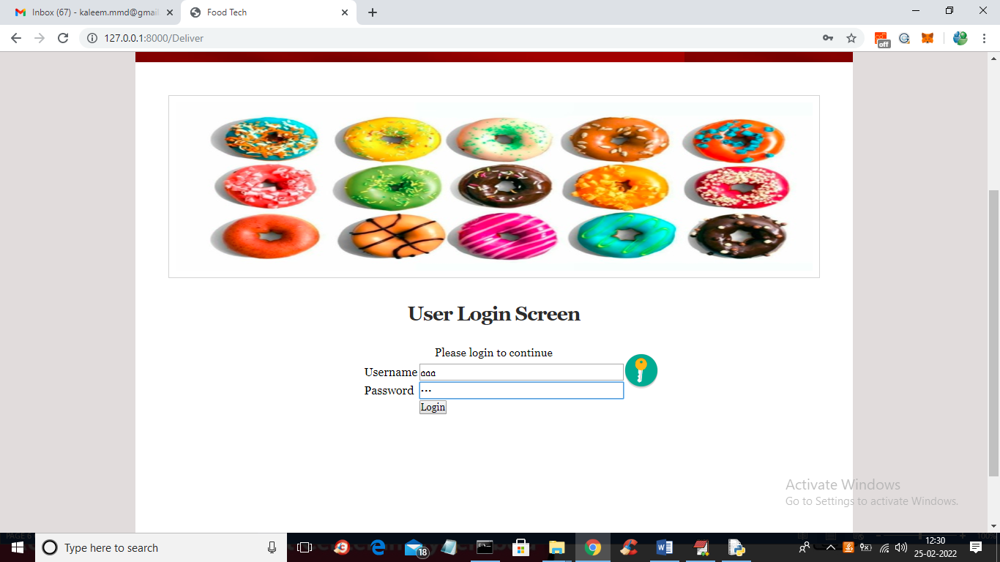 Inbox (67) - kaleem.mmd@gmail
Food Tech
127.0.0.1:8000/Deliver
off
User Login Screen
Please login to continue
Username aaa
Password •••
Login
Activate Windows
Go to Settings to activate Windows.
Type here to search
18
12:30
25-02-2022